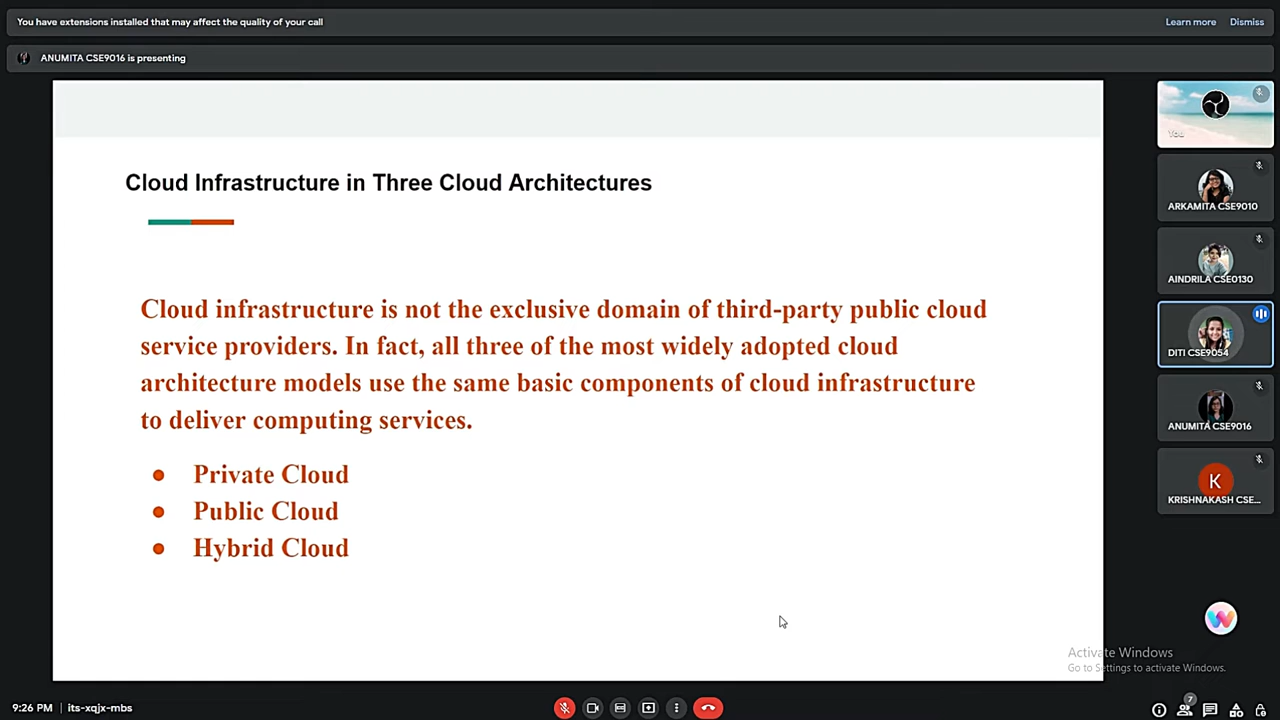 You have extensions installed that may affect the quality of your call
Learn more
Dismiss
ANUMITA CSE9016 is presenting
Cloud Infrastructure in Three Cloud Architectures
Cloud infrastructure is not the exclusive domain of third-party public cloud
service providers. In fact, all three of the most widely adopted cloud
architecture models use the same basic components of cloud infrastructure
to deliver computing services.
Private Cloud
Public Cloud
Hybrid Cloud
You
ARKAMITA CSE9010
AINDRILA CSE0130
DITI CSE9054
ANUMITA CSE9016
K
KRISHNAKASH CSE...
W
Activate Windows
Go to Settings to activate Windows.
9:26 PM
its-xqjx-mbs
7